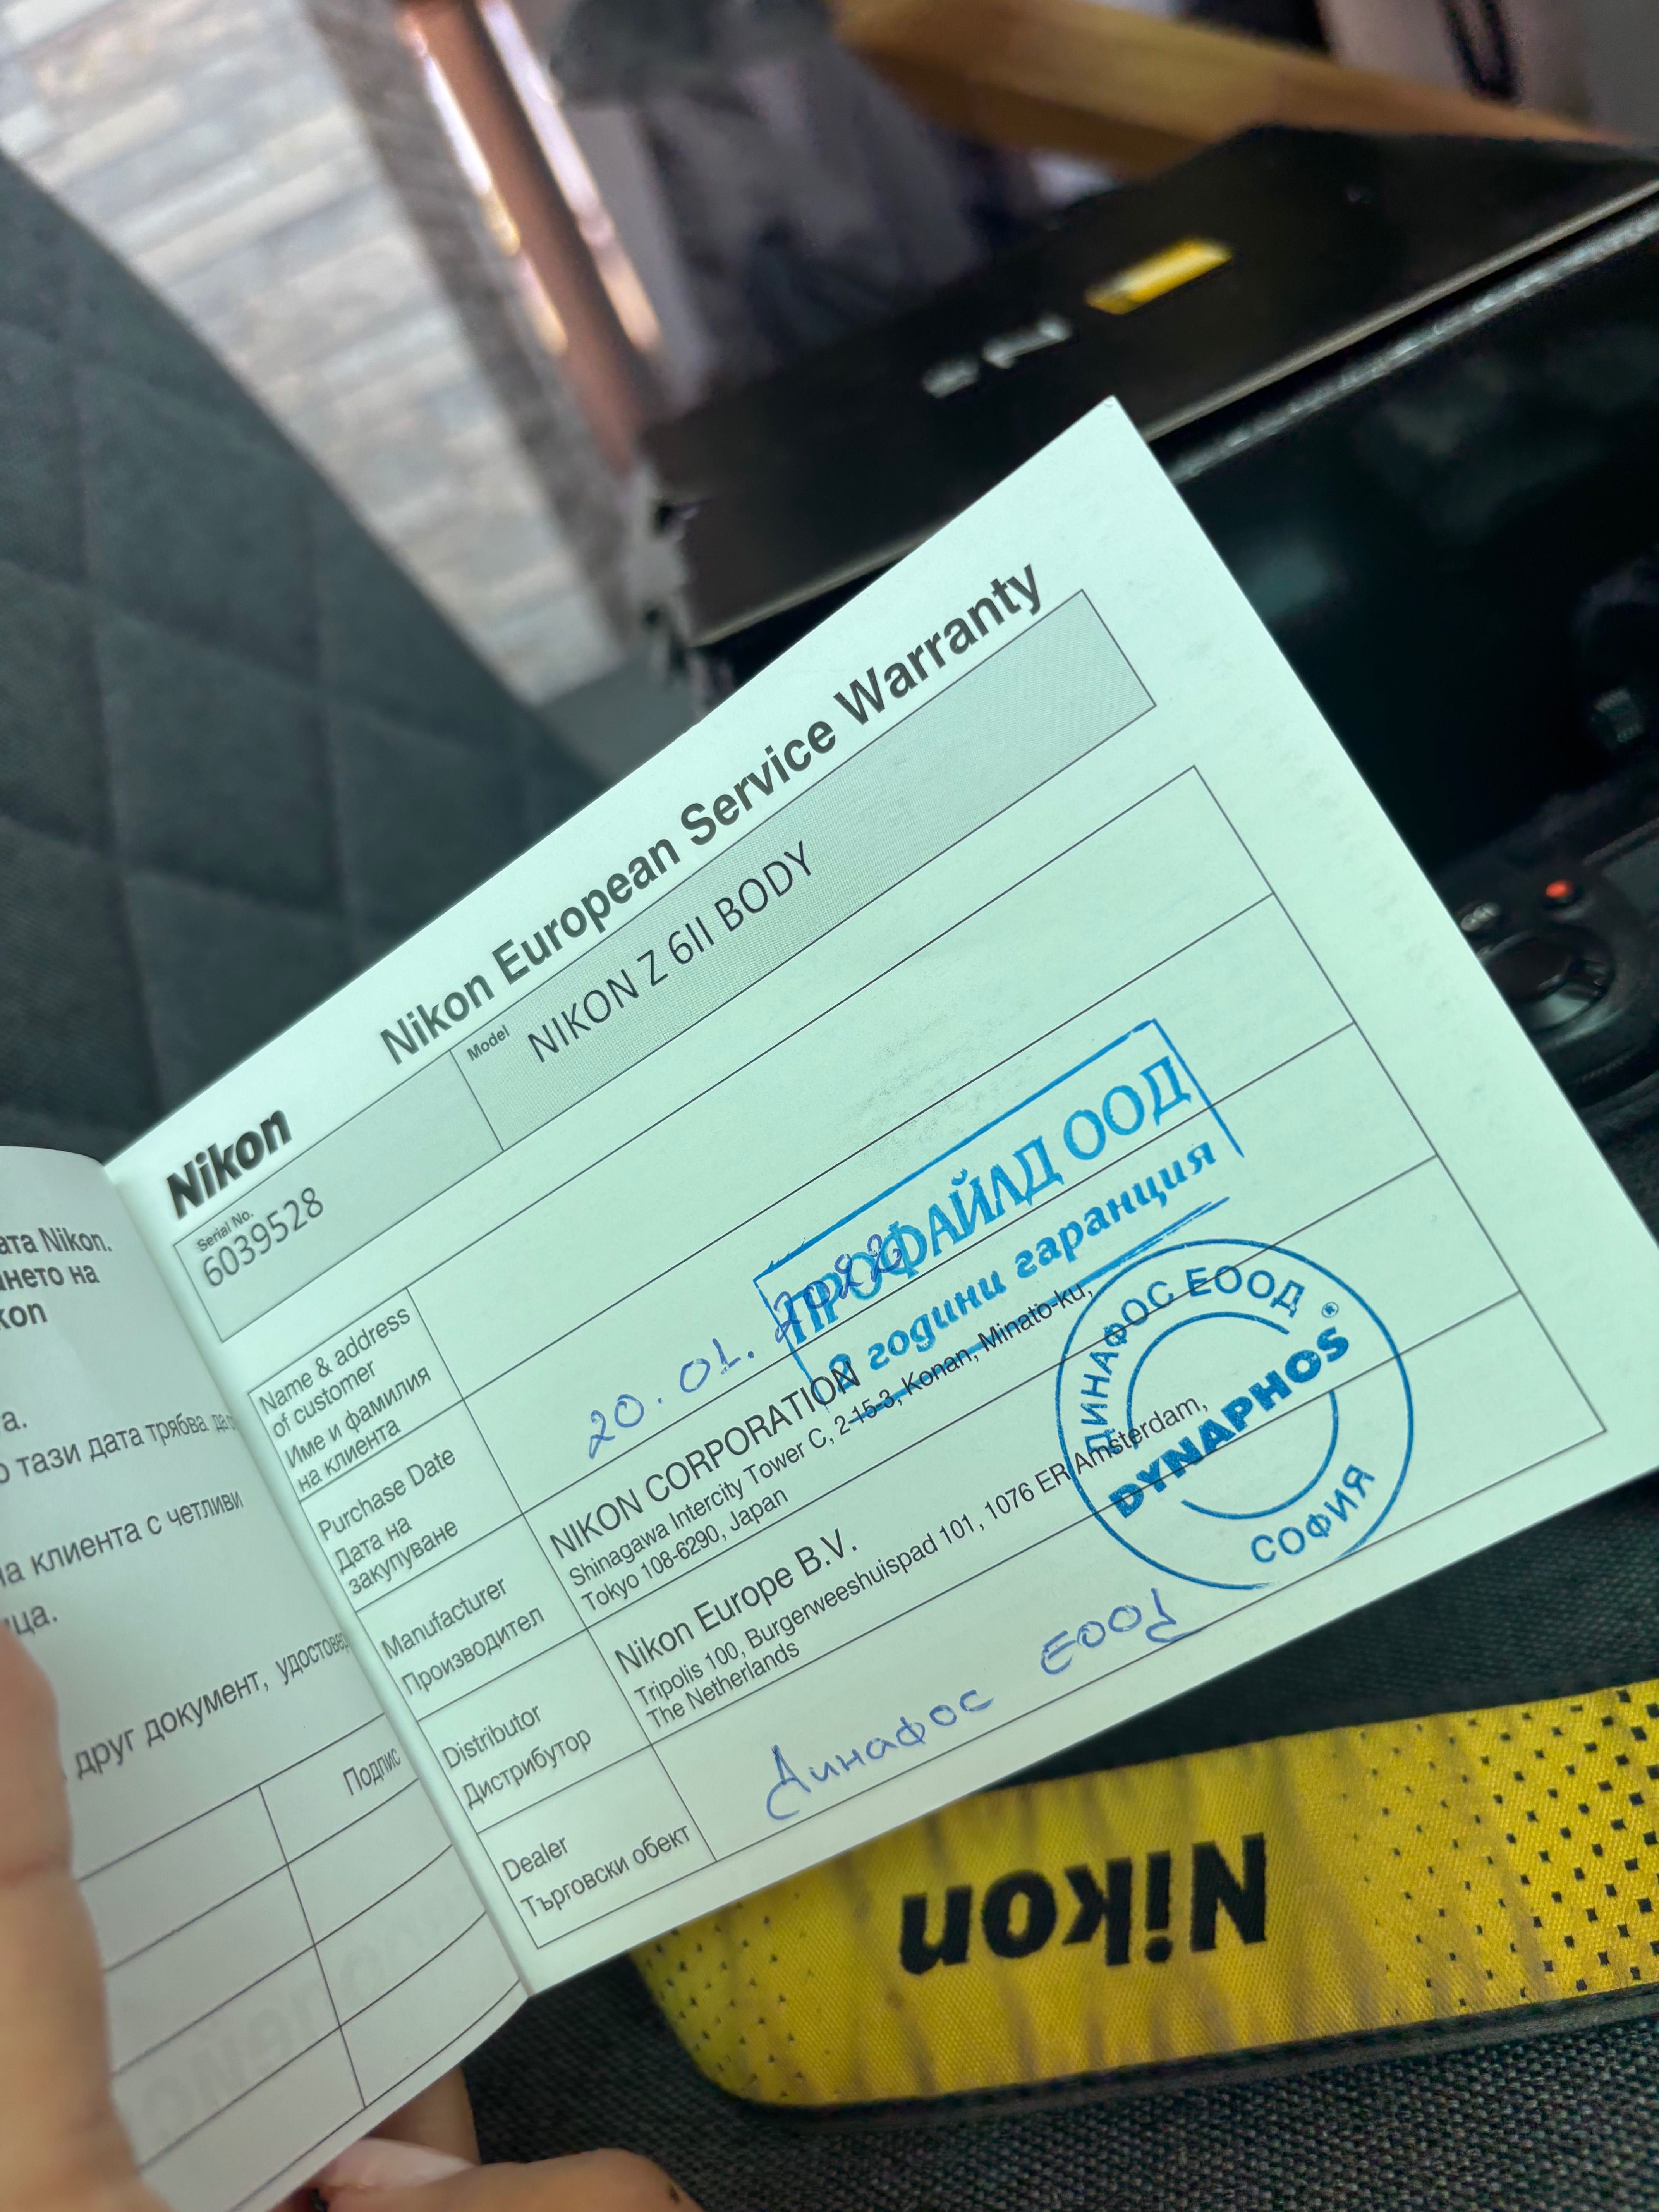 Nikon European Service Warranty
Nikon
Serial No.
6039528
Model
NIKON Z 6II BODY
Name & address
of customer
Име и фамилия
на клиента
Purchase Date
Дата на
закупуване
20.01.2022
ПРОФАЙЛД ООД
2 години гаранция
Manufacturer
Производител
NIKON CORPORATION
Shinagawa Intercity Tower C, 2-15-3, Konan, Minato-ku,
Tokyo 108-6290, Japan
Distributor
Дистрибутор
Nikon Europe B.V.
Tripolis 100, Burgerweeshuispad 101, 1076 ER Amsterdam,
The Netherlands
ДИНАФОС ЕООД
DYNAPHOS
СОФИЯ
Dealer
Търговски обект
Динафос ЕООД
Nikon.
на
тази дата трябва
клиента с четливи
друг документ,
Подпис
Nikon